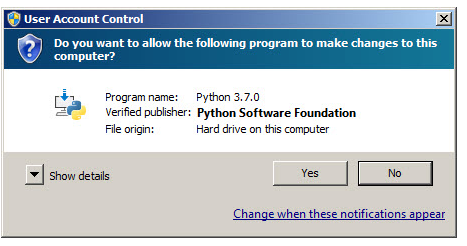 User Account Control
Do you want to allow the following program to make changes to this
computer?
Program name: Python 3.7.0
Verified publisher: Python Software Foundation
File origin: Hard drive on this computer
Show details
Yes
No
Change when these notifications appear